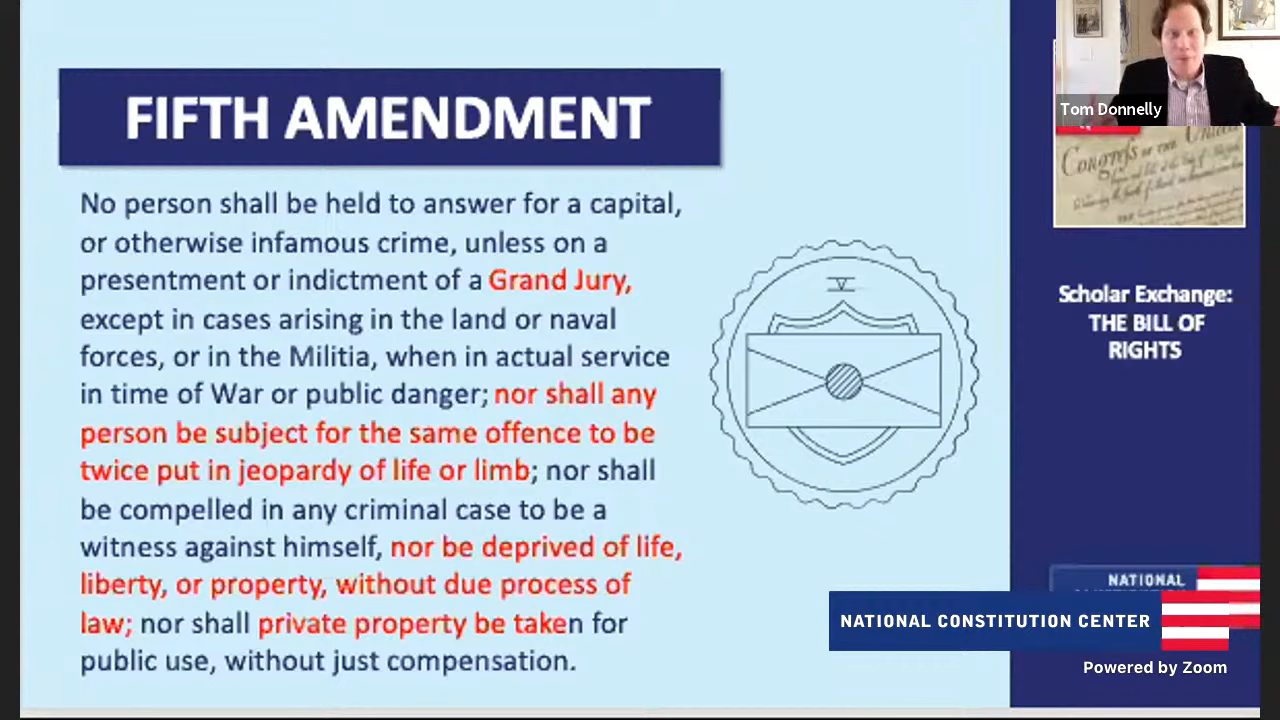 FIFTH AMENDMENT
No person shall be held to answer for a capital,
or otherwise infamous crime, unless on a
presentment or indictment of a Grand Jury,
except in cases arising in the land or naval
forces, or in the Militia, when in actual service
in time of War or public danger; nor shall any
person be subject for the same offence to be
twice put in jeopardy of life or limb; nor shall
be compelled in any criminal case to be a
witness against himself, nor be deprived of life,
liberty, or property, without due process of
law; nor shall private property be taken for
public use, without just compensation.
V
Tom Donnelly
Congress of the United
Scholar Exchange:
THE BILL OF
RIGHTS
NATIONAL
NATIONAL CONSTITUTION CENTER
Powered by Zoom